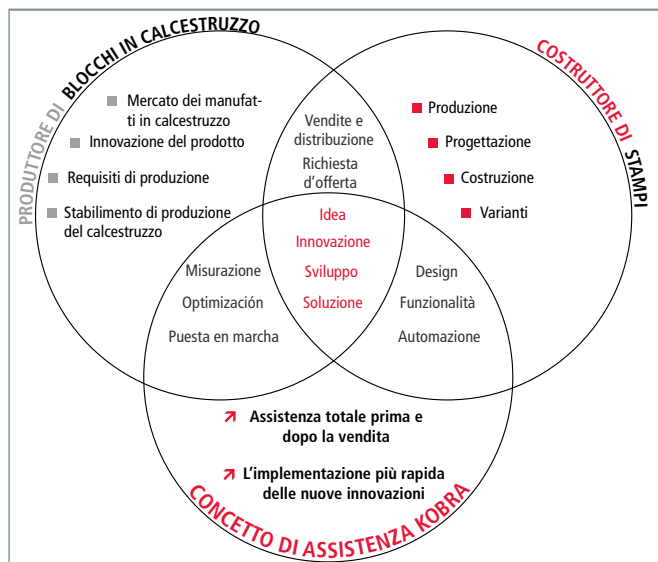 PRODUTTORE DI BLOCCHI IN CALCESTRUZZO
COSTRUTTORE DI STAMPI
Mercato dei manufat-
ti in calcestruzzo
Innovazione del prodotto
Requisiti di produzione
Stabilimento di produzione
del calcestruzzo
Vendite e
distribuzione
Richiesta
d'offerta
Produzione
Progettazione
Costruzione
Varianti
Idea
Innovazione
Sviluppo
Soluzione
Misurazione
Optimización
Puesta en marcha
Design
Funzionalità
Automazione
Assistenza totale prima e
dopo la vendita
L'implementazione più rapida
delle nuove innovazioni
CONCETTO DI ASSISTENZA KOBRA